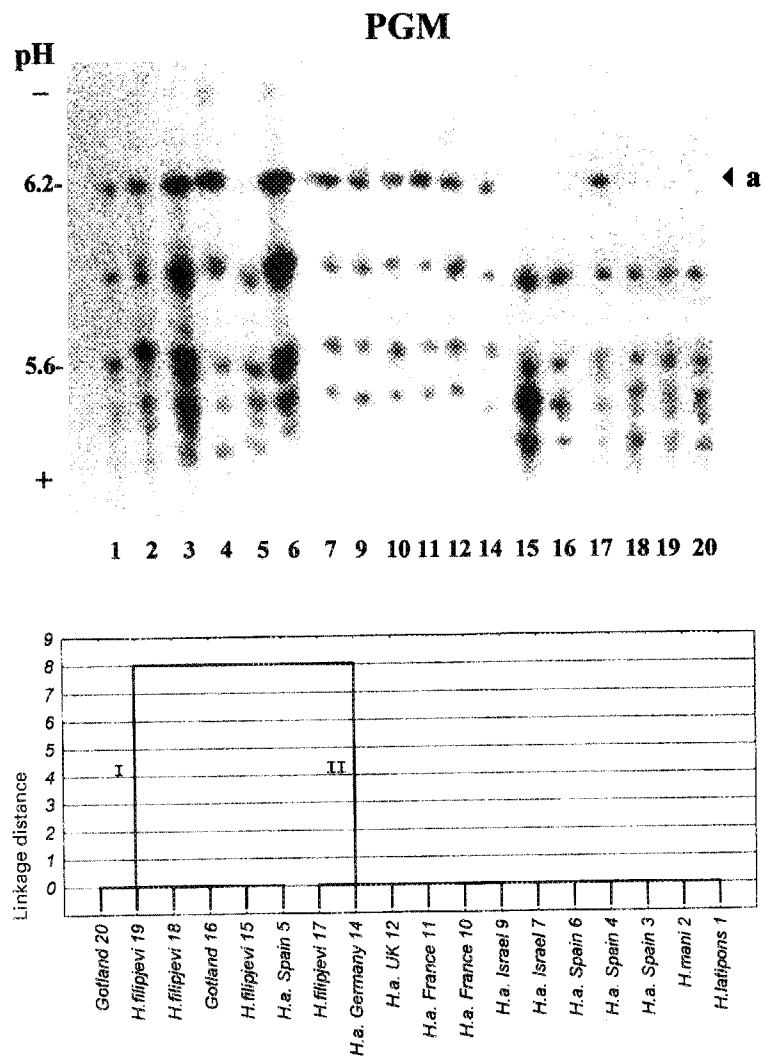 PGM
pH
−
6.2-
◄ a
5.6-
+
1 2 3 4 5 6 7 9 10 11 12 14 15 16 17 18 19 20
9
8
7
6
5
4
3
2
1
0
I
II
Linkage distance
Gotland 20
H.filipjevi 19
H.filipjevi 18
Gotland 16
H.filipjevi 15
H.a. Spain 5
H.filipjevi 17
H.a. Germany 14
H.a. UK 12
H.a. France 11
H.a. France 10
H.a. Israel 9
H.a. Israel 7
H.a. Spain 6
H.a. Spain 4
H.a. Spain 3
H.mani 2
H.latipons 1